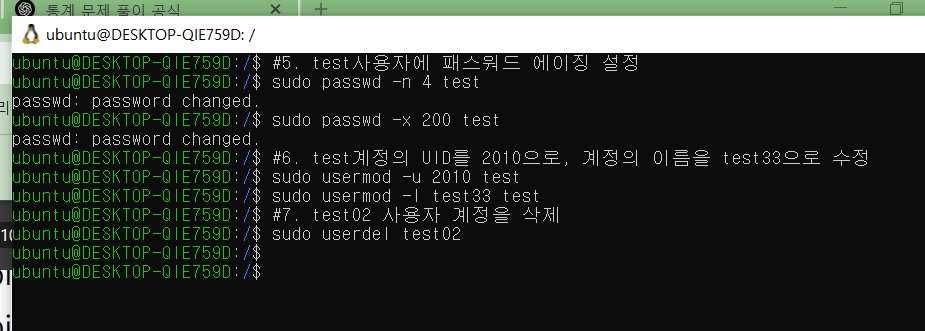 통계 문제 풀이 공식
ubuntu@DESKTOP-QIE759D: /
ubuntu@DESKTOP-QIE759D:/$ #5. test사용자에 패스워드 에이징 설정
ubuntu@DESKTOP-QIE759D:/$ sudo passwd -n 4 test
passwd: password changed.
ubuntu@DESKTOP-QIE759D:/$ sudo passwd -x 200 test
passwd: password changed.
ubuntu@DESKTOP-QIE759D:/$ #6. test계정의 UID를 2010으로, 계정의 이름을 test33으로 수정
ubuntu@DESKTOP-QIE759D:/$ sudo usermod -u 2010 test
ubuntu@DESKTOP-QIE759D:/$ sudo usermod -l test33 test
ubuntu@DESKTOP-QIE759D:/$ #7. test02 사용자 계정을 삭제
ubuntu@DESKTOP-QIE759D:/$ sudo userdel test02
ubuntu@DESKTOP-QIE759D:/$
ubuntu@DESKTOP-QIE759D:/$